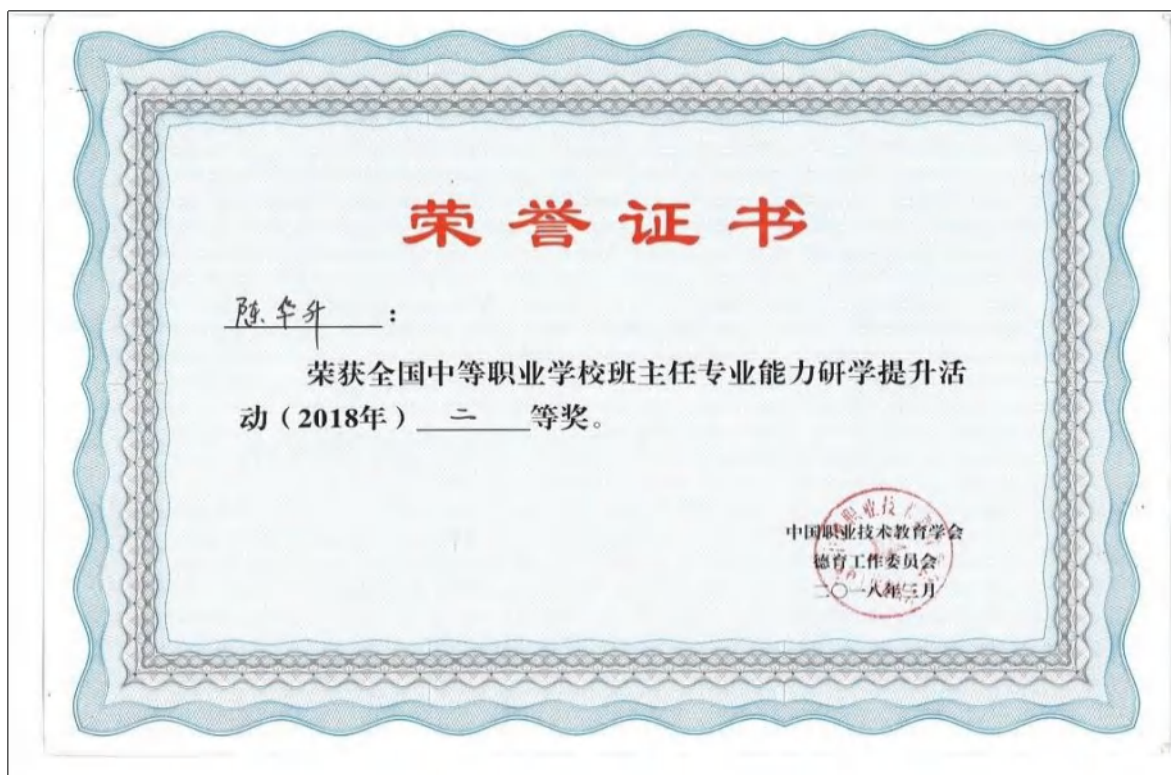 荣誉证书
陈华升：
荣获全国中等职业学校班主任专业能力研学提升活
动（2018年） 二 等奖。
中国职业技术教育学会
德育工作委员会
二〇一八年三月